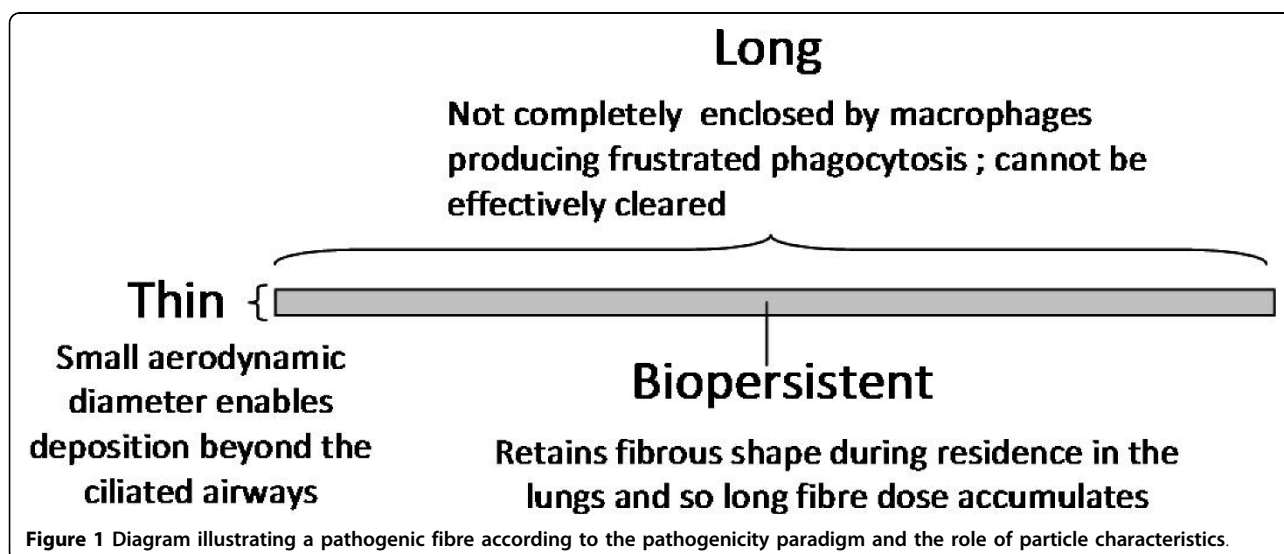 Long
Not completely enclosed by macrophages
producing frustrated phagocytosis ; cannot be
effectively cleared
Thin
Small aerodynamic
diameter enables
deposition beyond the
ciliated airways
Biopersistent
Retains fibrous shape during residence in the
lungs and so long fibre dose accumulates
Figure 1 Diagram illustrating a pathogenic fibre according to the pathogenicity paradigm and the role of particle characteristics.